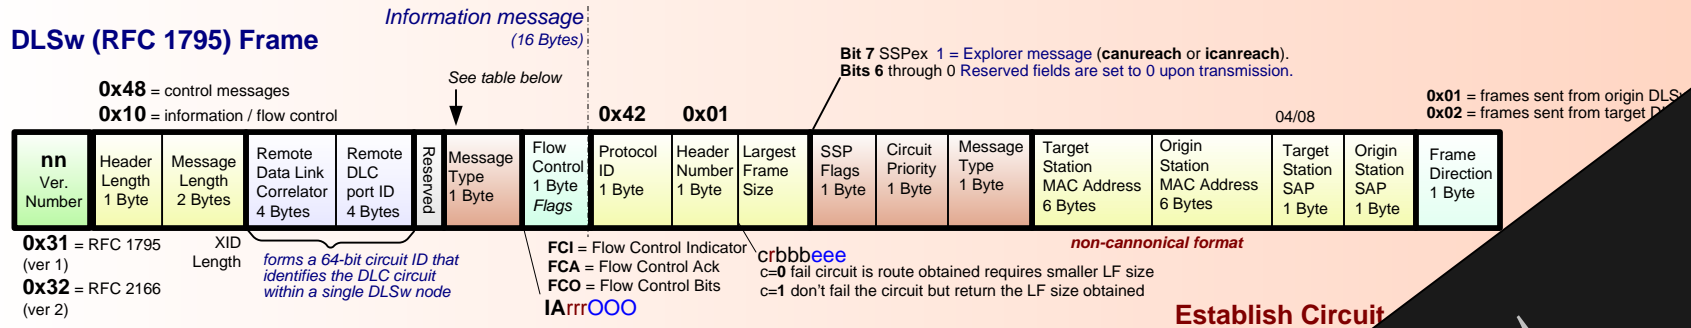 Information message
(16 Bytes)
DLSw (RFC 1795) Frame
Bit 7 SSPex 1 = Explorer message (canureach or icanreach).
Bits 6 through 0 Reserved fields are set to 0 upon transmission.
See table below
0x48 = control messages
0x10 = information / flow control
0x42
0x01
04/08
0x01 = frames sent from origin
0x02 = frames sent from target
nn
Ver.
Number
Header
Length
1 Byte
Message
Length
2 Bytes
Remote
Data Link
Correlator
4 Bytes
Remote
DLC
port ID
4 Bytes
Reserved
Message
Type
1 Byte
Flow
Control
1 Byte
Flags
Protocol
ID
1 Byte
Header
Number
1 Byte
Largest
Frame
Size
SSP
Flags
1 Byte
Circuit
Priority
1 Byte
Message
Type
1 Byte
Target
Station
MAC Address
6 Bytes
Origin
Station
MAC Address
6 Bytes
Target
Station
SAP
1 Byte
Origin
Station
SAP
1 Byte
Frame
Direction
1 Byte
0x31 = RFC 1795
(ver 1)
0x32 = RFC 2166
(ver 2)
XID
Length
forms a 64-bit circuit ID that
identifies the DLC circuit
within a single DLSw node
FCI = Flow Control Indicator
FCA = Flow Control Ack
FCO = Flow Control Bits
IArrrOOO
crbbbeee
c=0 fail circuit is route obtained requires smaller LF size
c=1 don't fail the circuit but return the LF size obtained
non-cannonical format
Establish Circuit